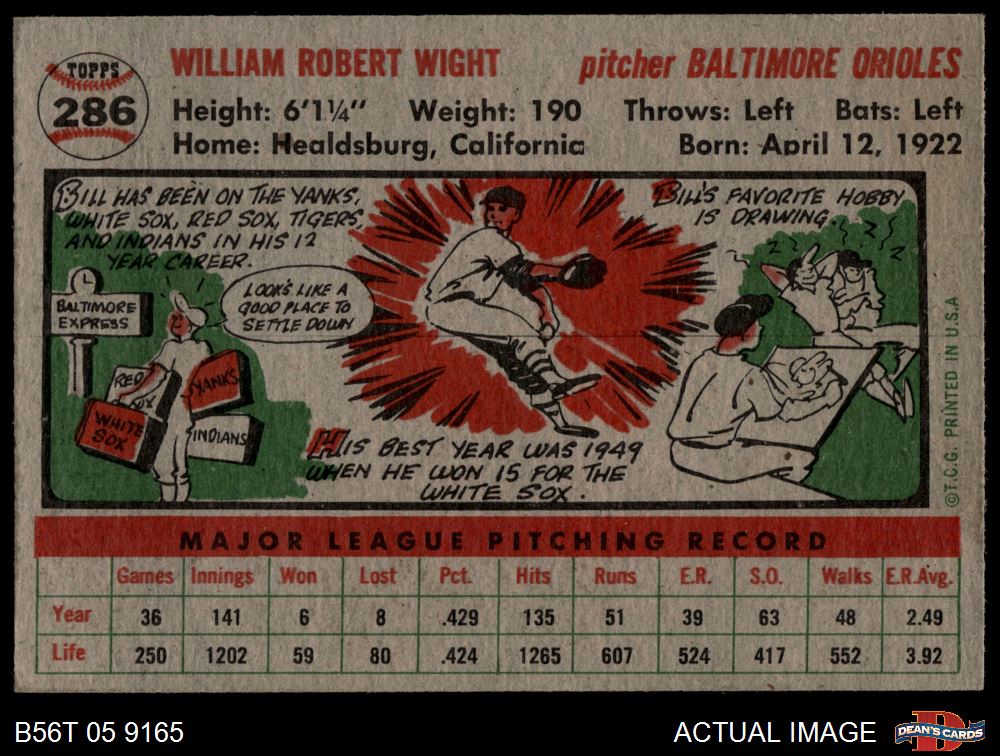 TOPPS
286
WILLIAM ROBERT WIGHT
pitcher BALTIMORE ORIOLES
Height: 6'1¼" Weight: 190 Throws: Left Bats: Left
Home: Healdsburg, California Born: April 12, 1922
BILL HAS BEEN ON THE YANKS,
WHITE SOX, RED SOX, TIGERS,
AND INDIANS IN HIS 12
YEAR CAREER.
BALTIMORE
EXPRESS
LOOKS LIKE A
GOOD PLACE TO
SETTLE DOWN
RED
SOX
YANKS
WHITE
SOX
INDIANS
HIS BEST YEAR WAS 1949
WHEN HE WON 15 FOR THE
WHITE SOX.
BILL'S FAVORITE HOBBY
IS DRAWING.
Z Z Z
©T.C.G. PRINTED IN U.S.A
MAJOR LEAGUE PITCHING RECORD
Games Innings Won Lost Pct. Hits Runs E.R. S.O. Walks E.R.Avg.
Year 36 141 6 8 .429 135 51 39 63 48 2.49
Life 250 1202 59 80 .424 1265 607 524 417 552 3.92
B56T 05 9165
ACTUAL IMAGE
DEAN'S CARDS